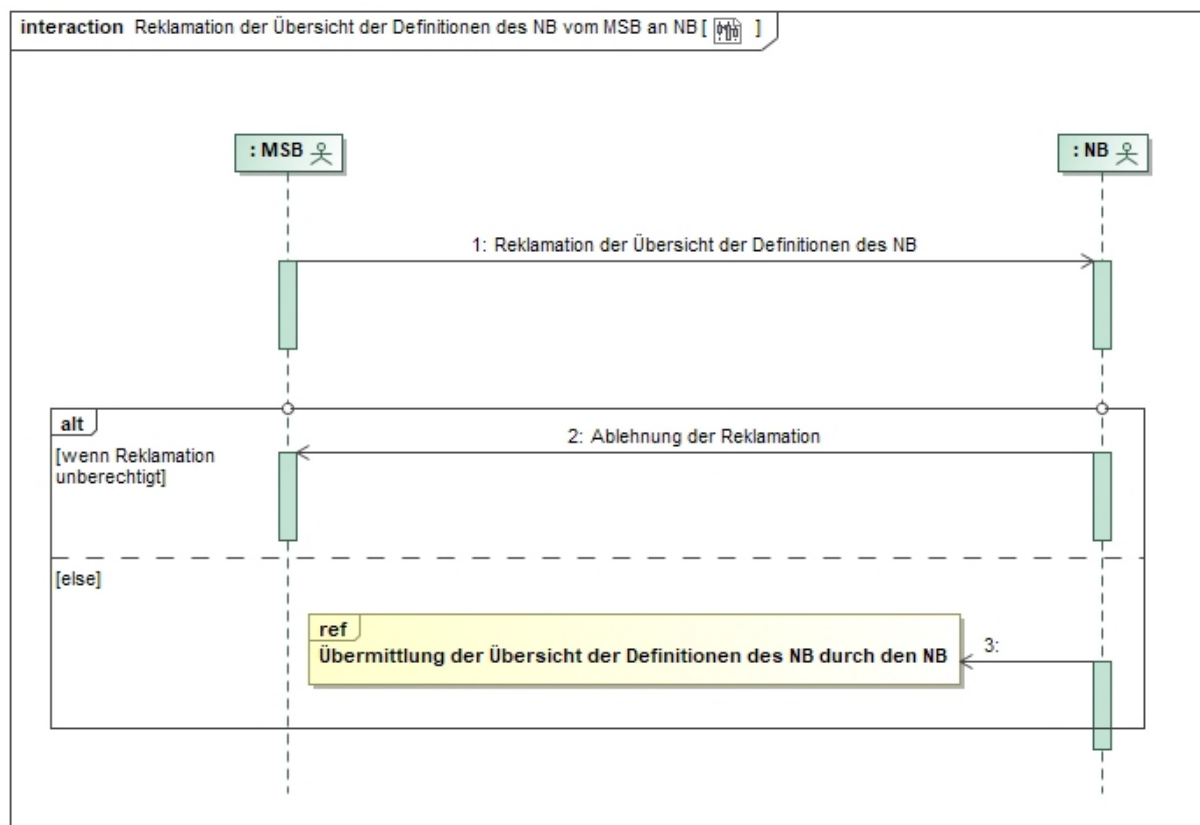 interaction Reklamation der Übersicht der Definitionen des NB vom MSB an NB [ ]
: MSB
: NB
1: Reklamation der Übersicht der Definitionen des NB
alt
2: Ablehnung der Reklamation
[wenn Reklamation
unberechtigt]
[else]
ref
3:
Übermittlung der Übersicht der Definitionen des NB durch den NB